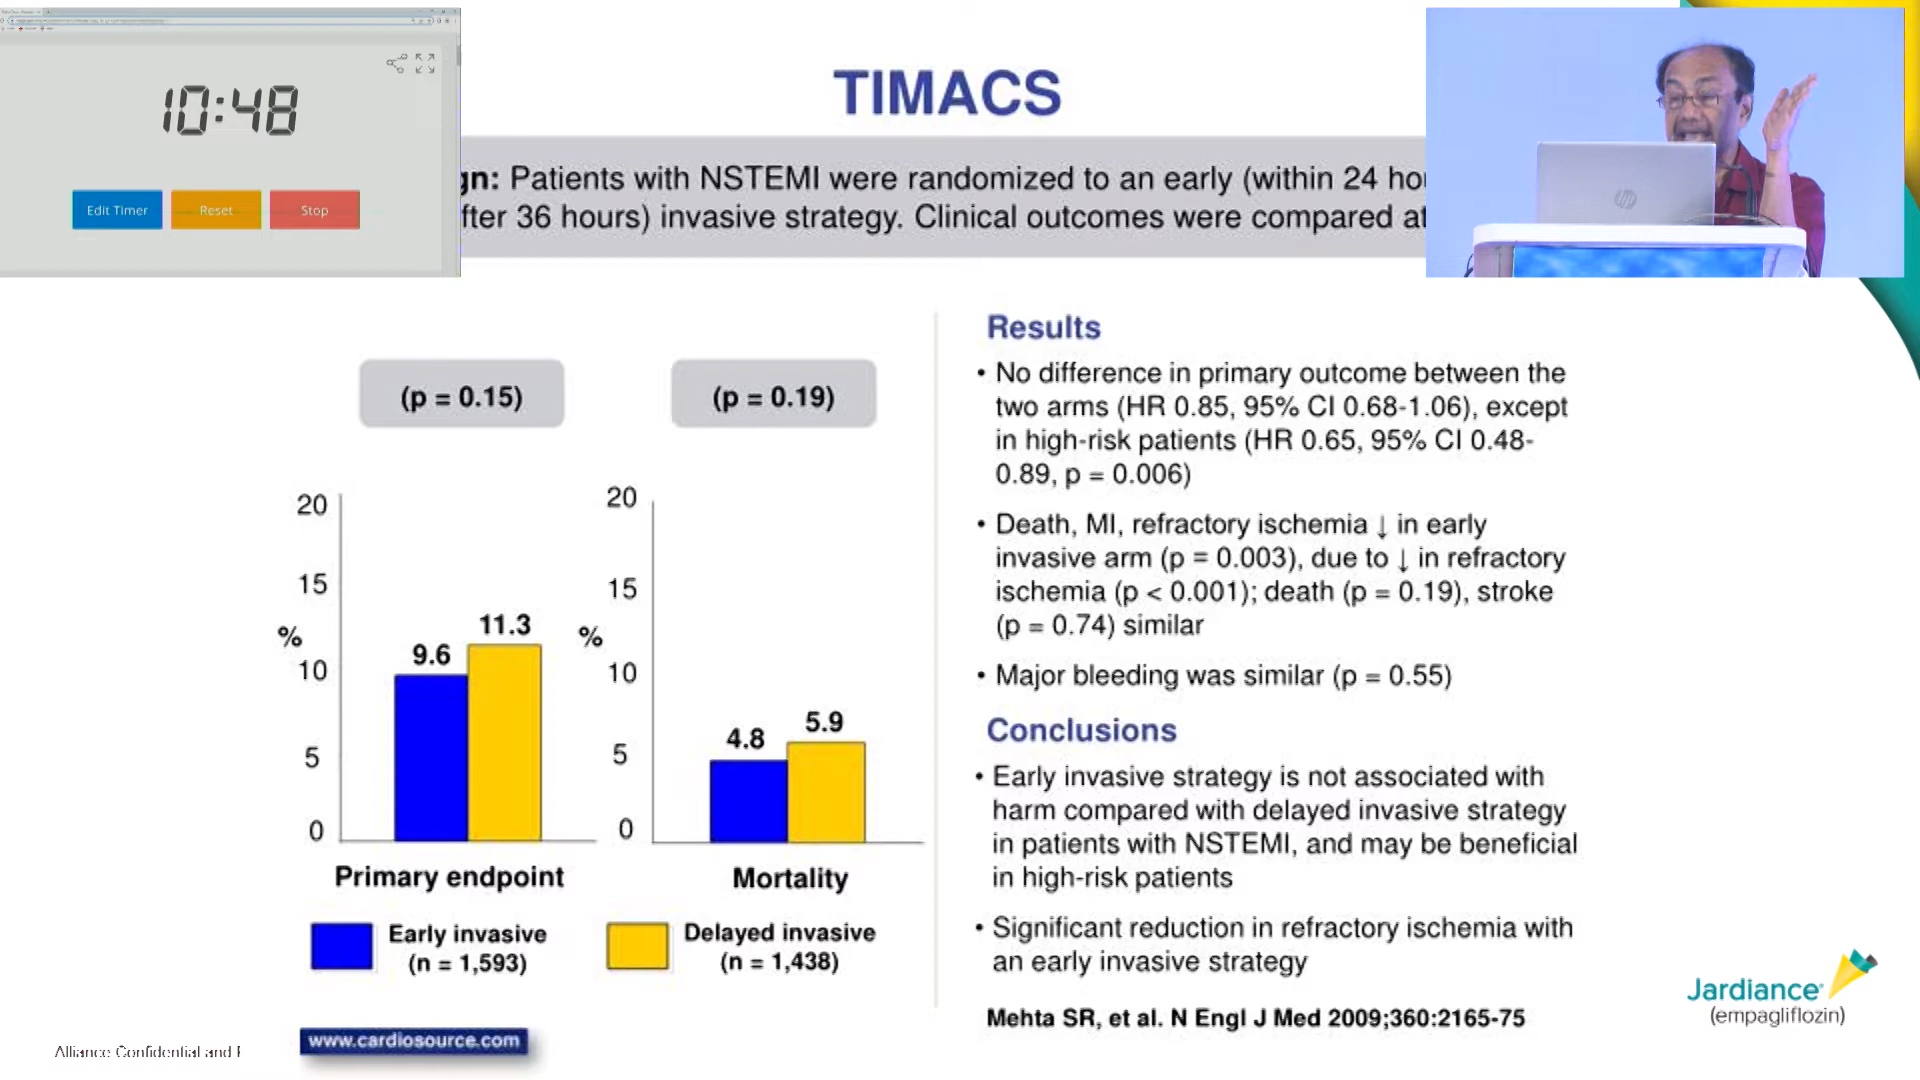 10:48
Edit Timer
Reset
Stop
TIMACS
gn: Patients with NSTEMI were randomized to an early (within 24 hou
fter 36 hours) invasive strategy. Clinical outcomes were compared at
(p = 0.15)
(p = 0.19)
20
15
%
10
5
0
9.6
11.3
Primary endpoint
20
15
%
10
5
0
4.8
5.9
Mortality
Early invasive
(n = 1,593)
Delayed invasive
(n = 1,438)
Results
• No difference in primary outcome between the
two arms (HR 0.85, 95% CI 0.68-1.06), except
in high-risk patients (HR 0.65, 95% CI 0.48-
0.89, p = 0.006)
• Death, MI, refractory ischemia ↓ in early
invasive arm (p = 0.003), due to ↓ in refractory
ischemia (p < 0.001); death (p = 0.19), stroke
(p = 0.74) similar
• Major bleeding was similar (p = 0.55)
Conclusions
• Early invasive strategy is not associated with
harm compared with delayed invasive strategy
in patients with NSTEMI, and may be beneficial
in high-risk patients
• Significant reduction in refractory ischemia with
an early invasive strategy
Mehta SR, et al. N Engl J Med 2009;360:2165-75
www.cardiosource.com
Alliance Confidential and
Jardiance®
(empagliflozin)
hp